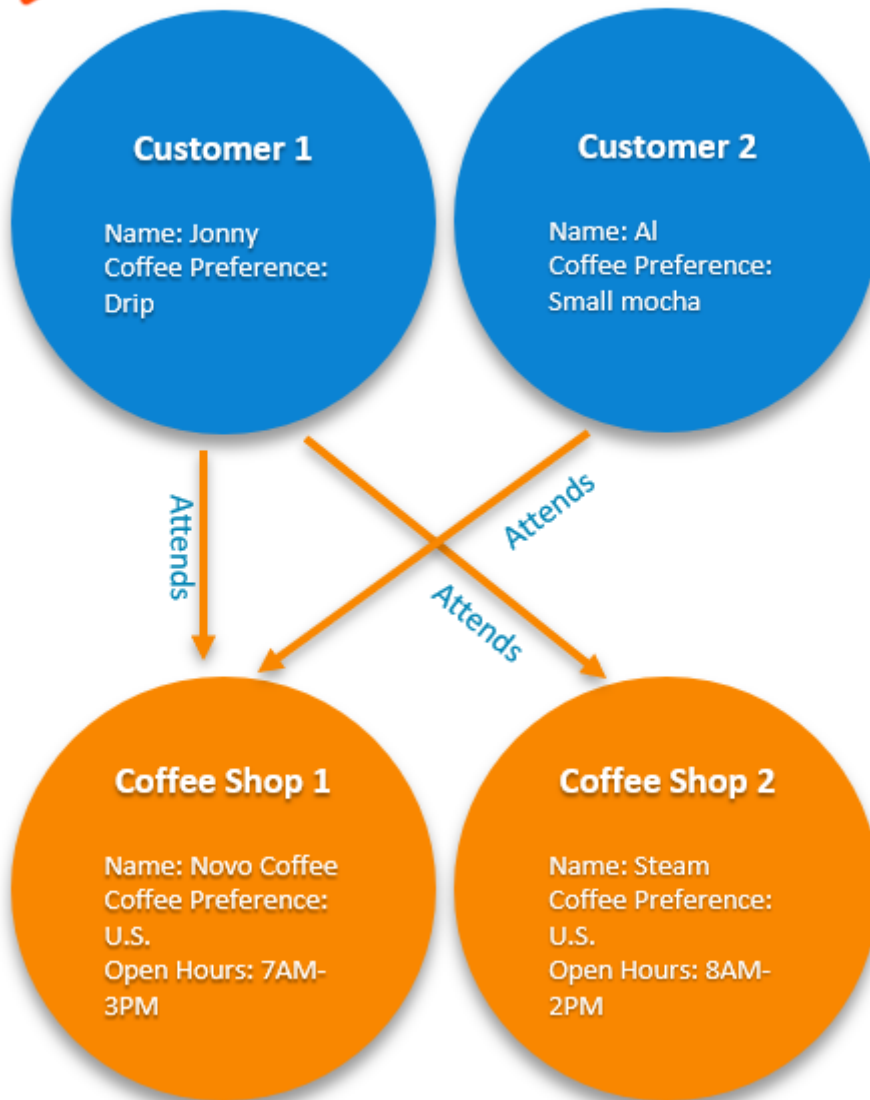 Customer 1
Name: Jonny
Coffee Preference:
Drip
Customer 2
Name: Al
Coffee Preference:
Small mocha
Attends
Attends
Attends
Coffee Shop 1
Name: Novo Coffee
Coffee Preference:
U.S.
Open Hours: 7AM-
3PM
Coffee Shop 2
Name: Steam
Coffee Preference:
U.S.
Open Hours: 8AM-
2PM